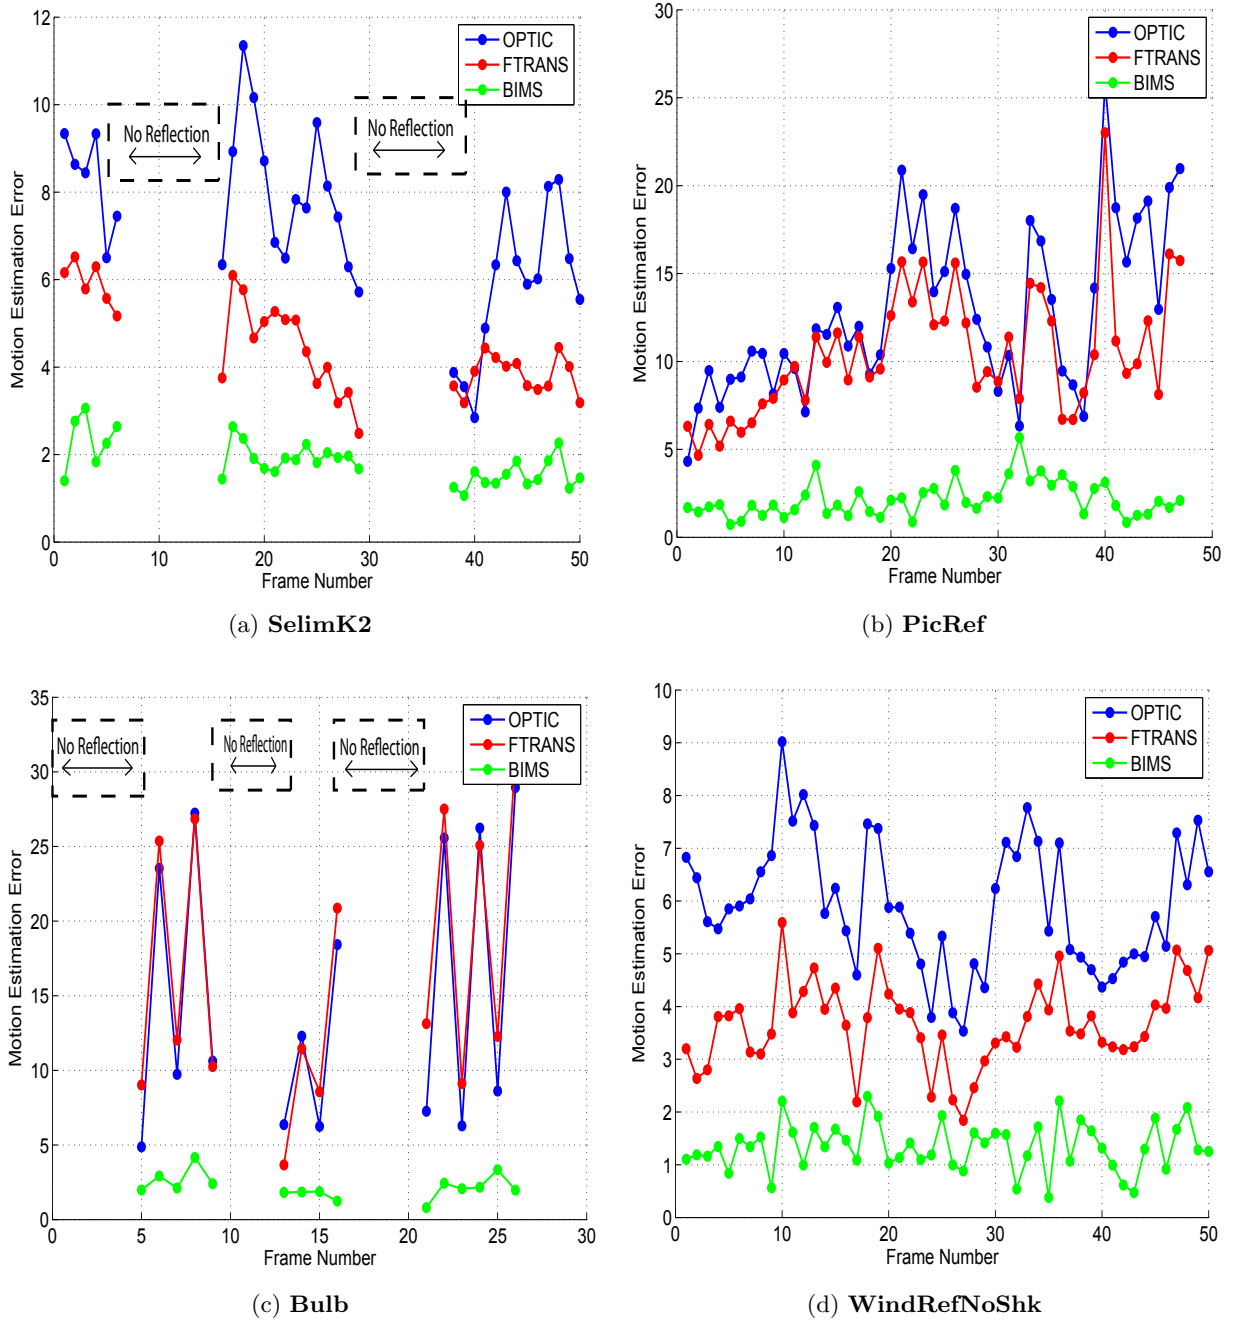 12
10
8
6
4
2
0
Motion Estimation Error
OPTIC
FTRANS
BIMS
No Reflection
No Reflection
0 10 20 30 40 50
Frame Number
(a) SelimK2
30
25
20
15
10
5
0
Motion Estimation Error
OPTIC
FTRANS
BIMS
0 10 20 30 40 50
Frame Number
(b) PicRef
35
30
25
20
15
10
5
0
Motion Estimation Error
No Reflection
No Reflection
No Reflection
OPTIC
FTRANS
BIMS
0 5 10 15 20 25 30
Frame Number
(c) Bulb
10
9
8
7
6
5
4
3
2
1
0
Motion Estimation Error
OPTIC
FTRANS
BIMS
0 10 20 30 40 50
Frame Number
(d) WindRefNoShk